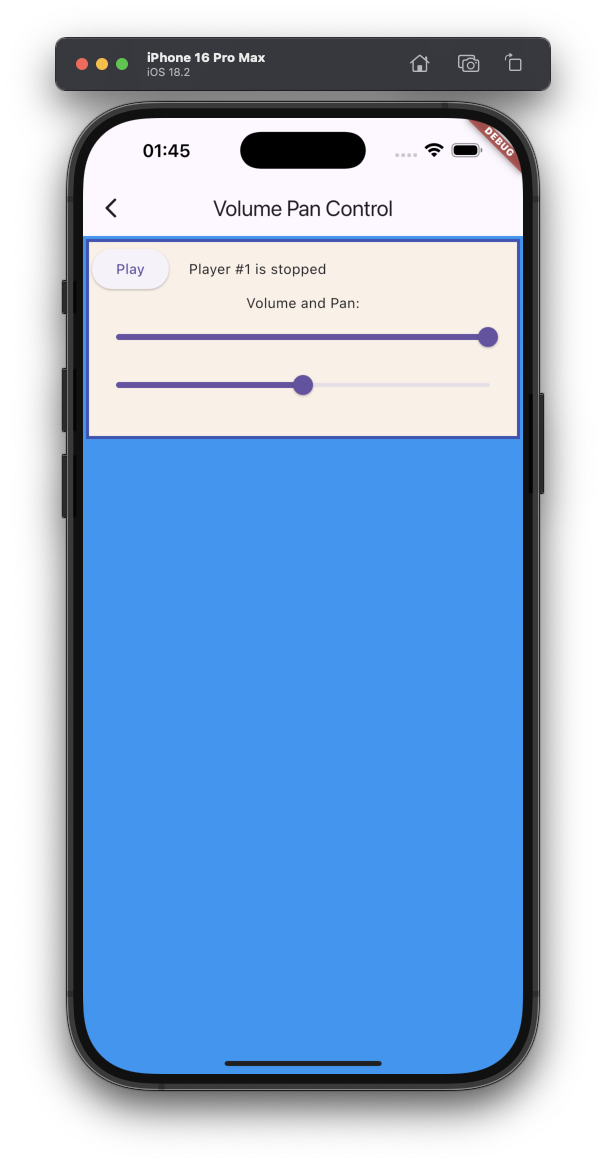 iPhone 16 Pro Max
iOS 18.2
01:45
DEBUG
Volume Pan Control
Play
Player #1 is stopped
Volume and Pan: